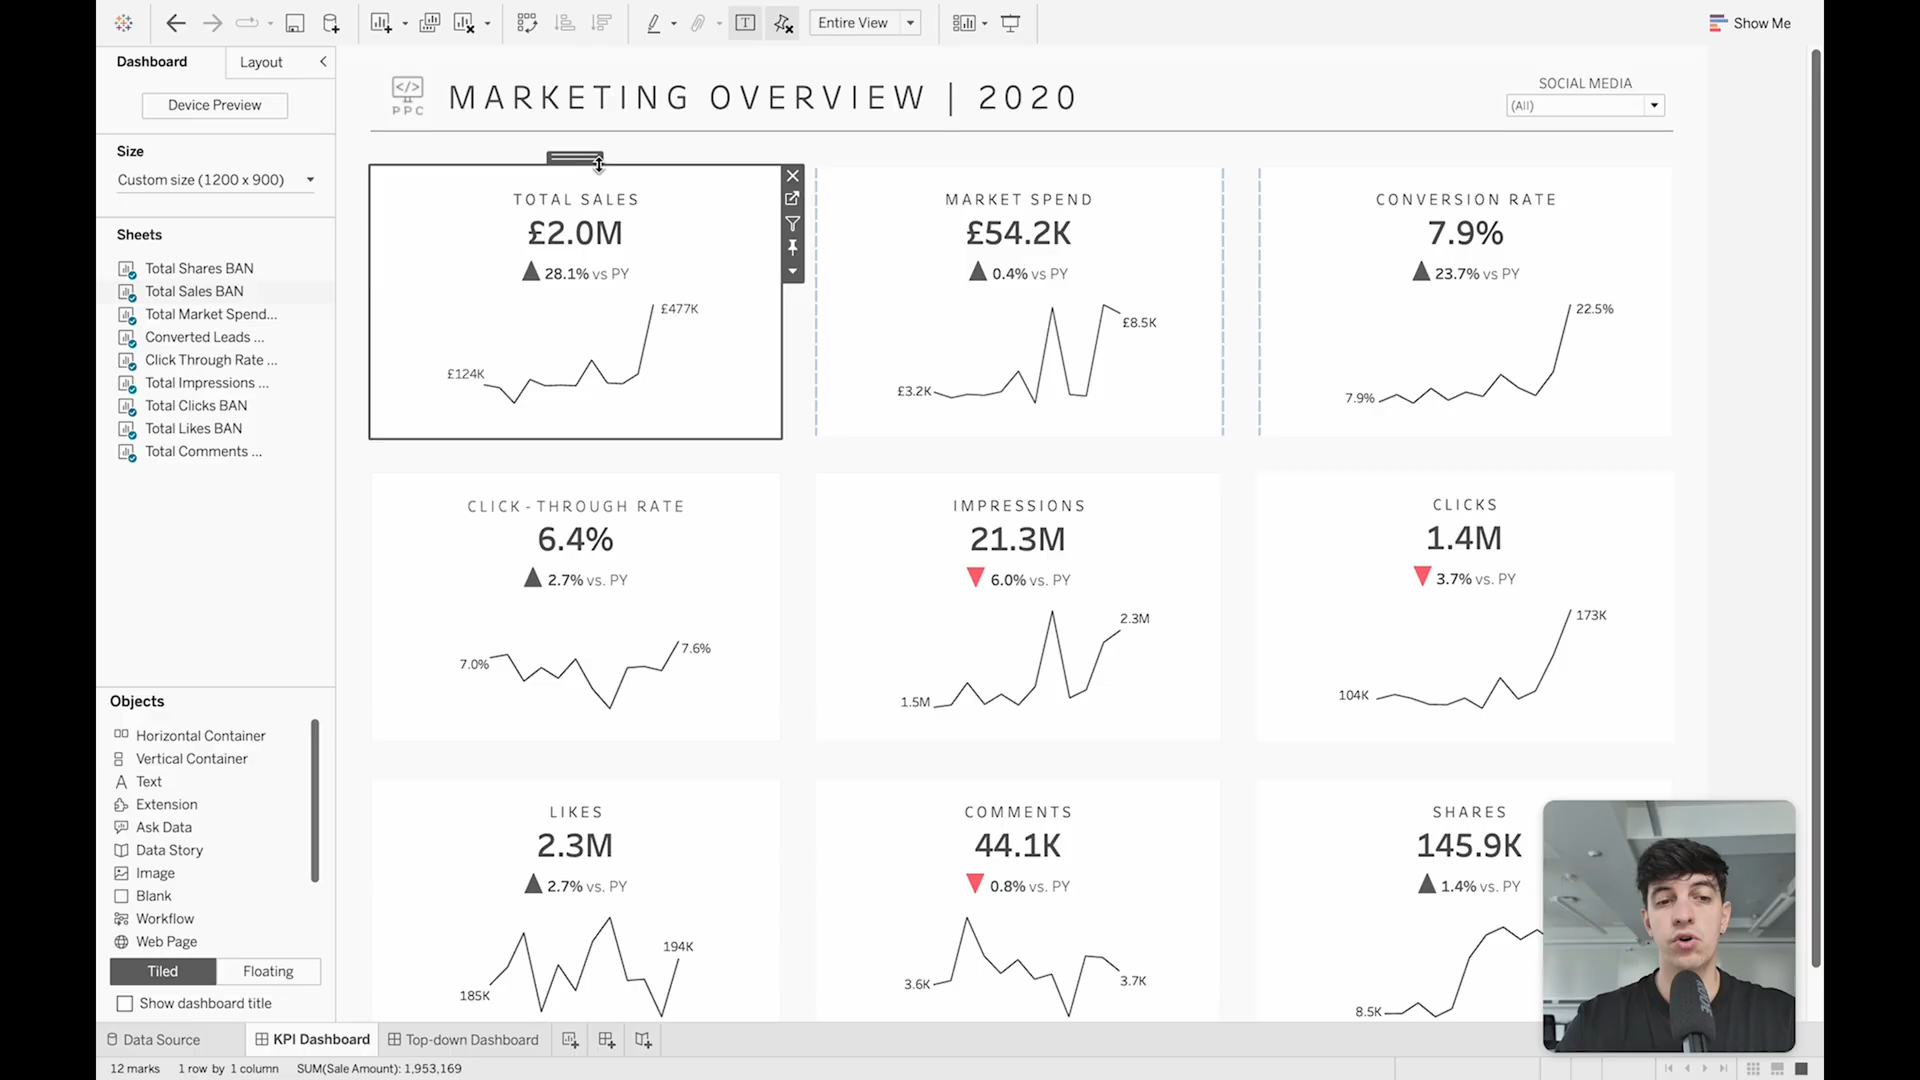 Entire View
Show Me
Dashboard
Layout
Device Preview
Size
Custom size (1200 x 900)
Sheets
Total Shares BAN
Total Sales BAN
Total Market Spend...
Converted Leads ...
Click Through Rate ...
Total Impressions ...
Total Clicks BAN
Total Likes BAN
Total Comments ...
Objects
Horizontal Container
Vertical Container
Text
Extension
Ask Data
Data Story
Image
Blank
Workflow
Web Page
Tiled
Floating
Show dashboard title
PPC
MARKETING OVERVIEW | 2020
SOCIAL MEDIA
(All)
TOTAL SALES
£2.0M
28.1% vs PY
£124K
£477K
MARKET SPEND
£54.2K
0.4% vs PY
£3.2K
£8.5K
CONVERSION RATE
7.9%
23.7% vs PY
7.9%
22.5%
CLICK-THROUGH RATE
6.4%
2.7% vs. PY
7.0%
7.6%
IMPRESSIONS
21.3M
6.0% vs. PY
1.5M
2.3M
CLICKS
1.4M
3.7% vs. PY
104K
173K
LIKES
2.3M
2.7% vs. PY
185K
194K
COMMENTS
44.1K
0.8% vs. PY
3.6K
3.7K
SHARES
145.9K
1.4% vs. PY
8.5K
Data Source
KPI Dashboard
Top-down Dashboard
12 marks
1 row by 1 column
SUM(Sale Amount): 1,953,169